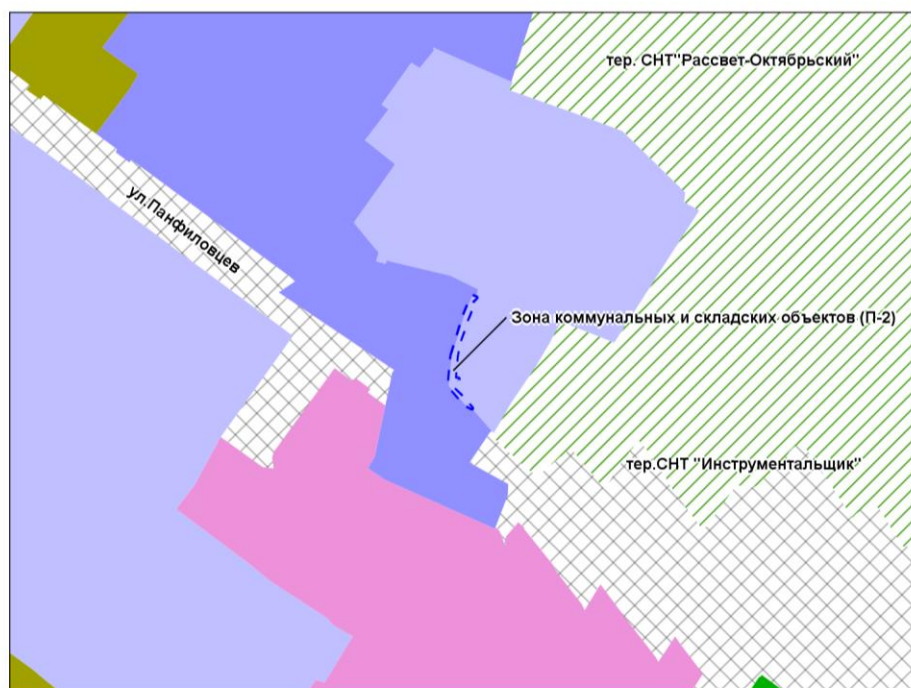 тер. СНТ"Рассвет-Октябрьский"
ул.Панфиловцев
Зона коммунальных и складских объектов (П-2)
тер.СНТ "Инструментальщик"